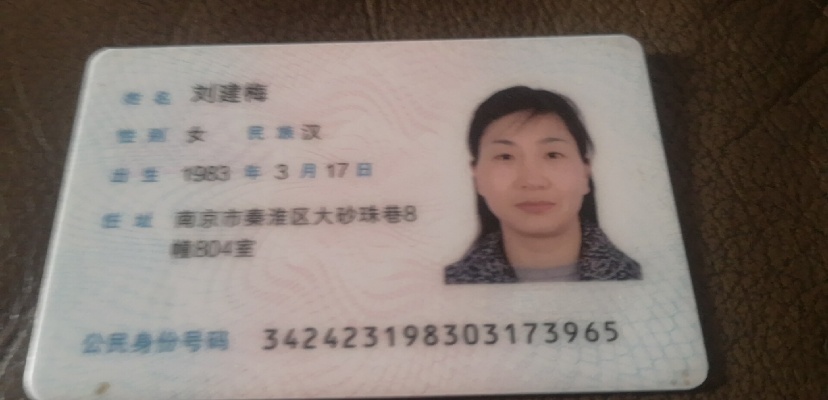 姓名 刘建梅
性别 女 民族 汉
出生 1983 年 3 月 17 日
住址 南京市秦淮区大砂珠巷8
幢804室
公民身份号码 342423198303173965